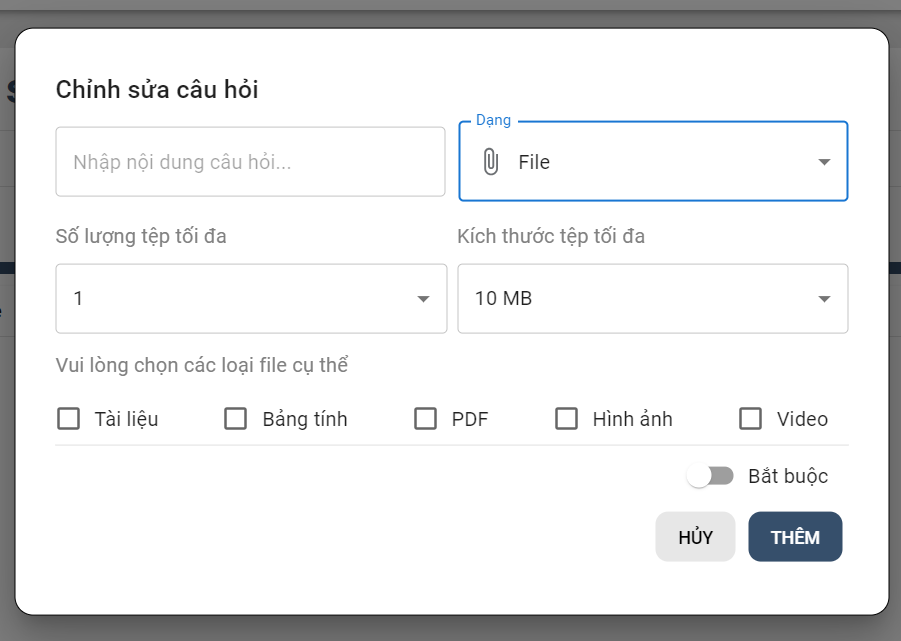 Chỉnh sửa câu hỏi
Dạng
Nhập nội dung câu hỏi...
File
Số lượng tệp tối đa
Kích thước tệp tối đa
1
10 MB
Vui lòng chọn các loại file cụ thể
Tài liệu
Bảng tính
PDF
Hình ảnh
Video
Bắt buộc
HỦY
THÊM